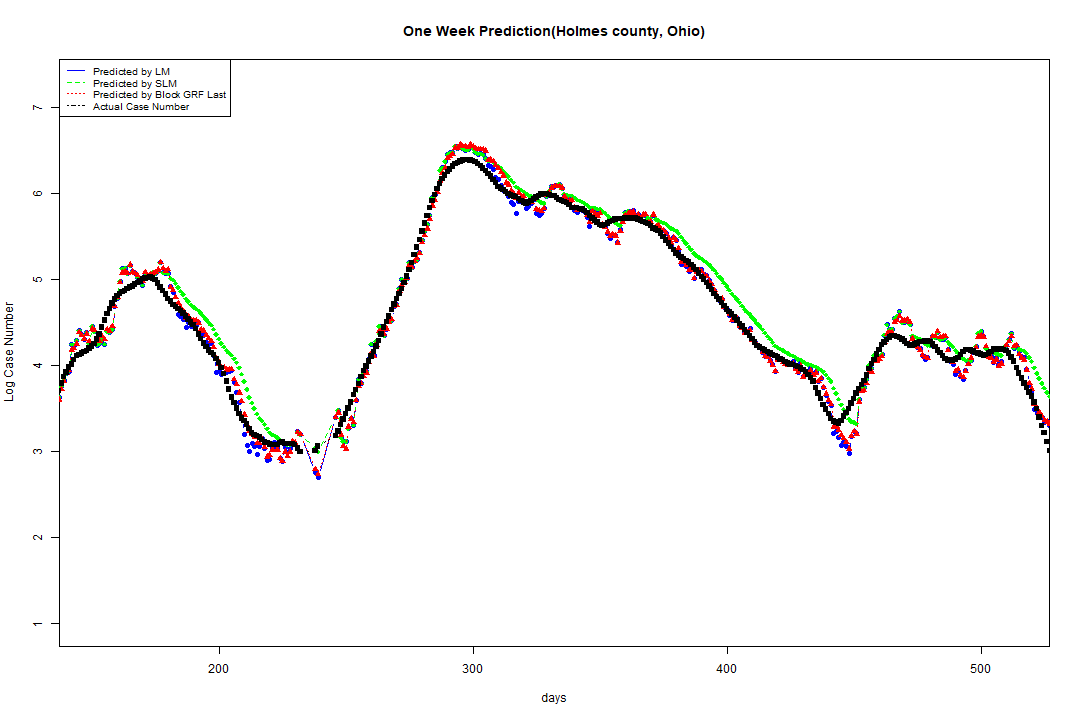 One Week Prediction(Holmes county, Ohio)
Predicted by LM
Predicted by SLM
Predicted by Block GRF Last
Actual Case Number
Log Case Number
7
6
5
4
3
2
1
200 300 400 500
days